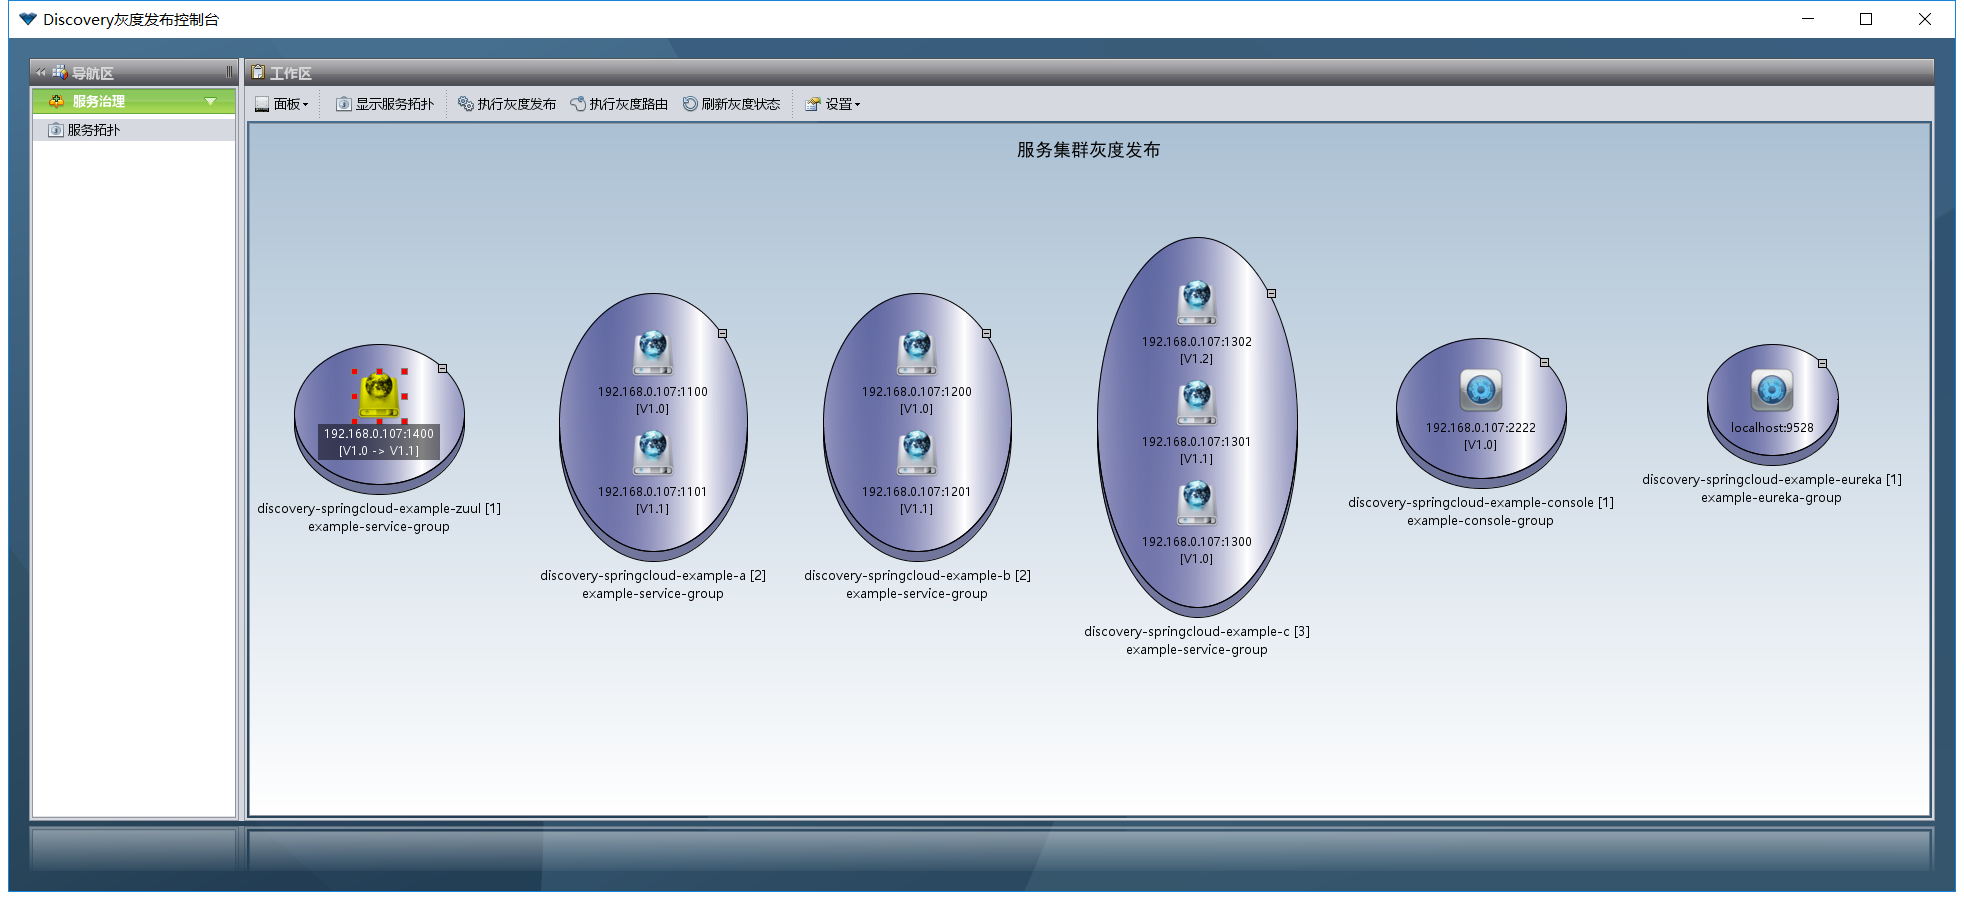 Discovery灰度发布控制台
导航区
工作区
服务治理
服务拓扑
面板 显示服务拓扑 执行灰度发布 执行灰度路由 刷新灰度状态 设置
服务集群灰度发布
192.168.0.107:1400
[V1.0 -> V1.1]
discovery-springcloud-example-zuul [1]
example-service-group
192.168.0.107:1100
[V1.0]
192.168.0.107:1101
[V1.1]
discovery-springcloud-example-a [2]
example-service-group
192.168.0.107:1200
[V1.0]
192.168.0.107:1201
[V1.1]
discovery-springcloud-example-b [2]
example-service-group
192.168.0.107:1302
[V1.2]
192.168.0.107:1301
[V1.1]
192.168.0.107:1300
[V1.0]
discovery-springcloud-example-c [3]
example-service-group
192.168.0.107:2222
[V1.0]
discovery-springcloud-example-console [1]
example-console-group
localhost:9528
discovery-springcloud-example-eureka [1]
example-eureka-group